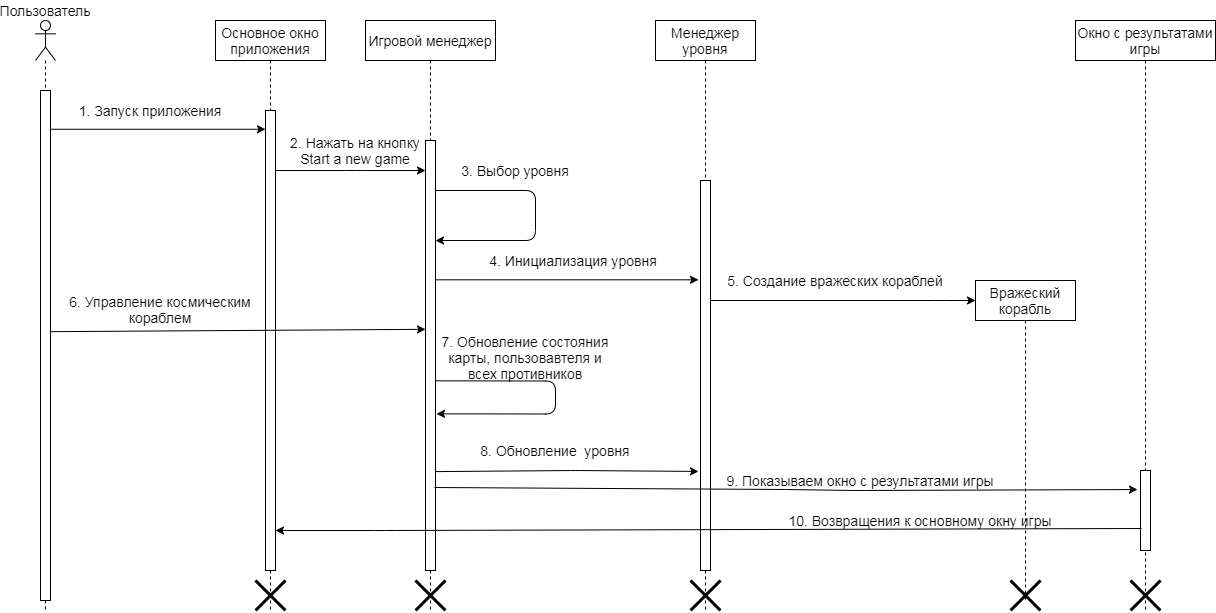 Пользователь
Основное окно
приложения
Игровой менеджер
Менеджер
уровня
Окно с результатами
игры
1. Запуск приложения
2. Нажать на кнопку
Start a new game
3. Выбор уровня
4. Инициализация уровня
5. Создание вражеских кораблей
Вражеский
корабль
6. Управление космическим
кораблем
7. Обновление состояния
карты, пользовавтеля и
всех противников
8. Обновление уровня
9. Показываем окно с результатами игры
10. Возвращения к основному окну игры